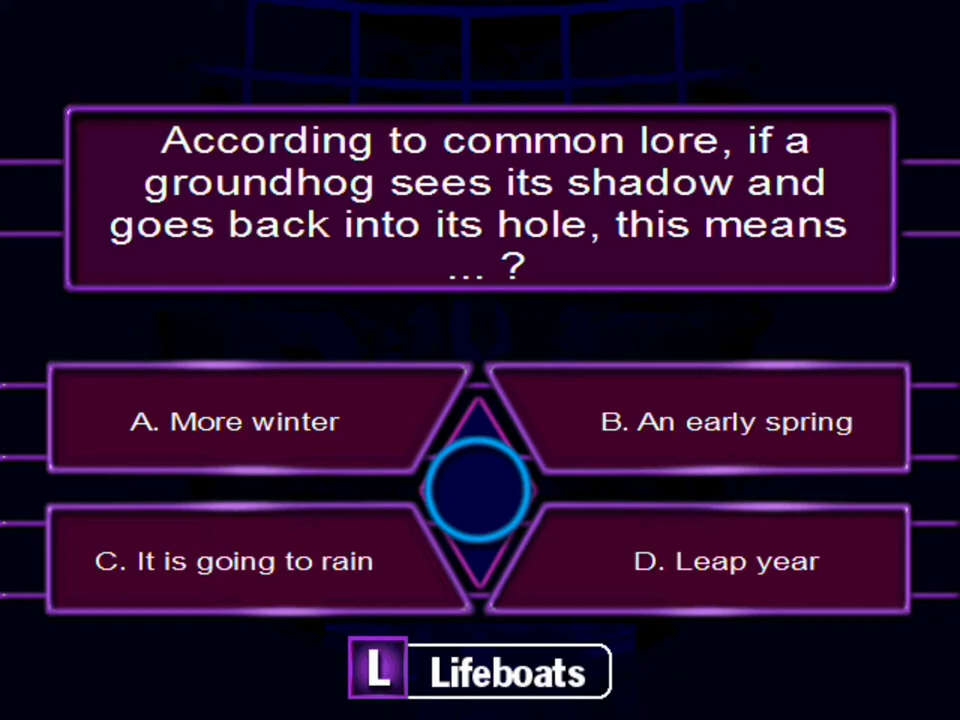 According to common lore, if a
groundhog sees its shadow and
goes back into its hole, this means
... ?
A. More winter
B. An early spring
C. It is going to rain
D. Leap year
L Lifeboats